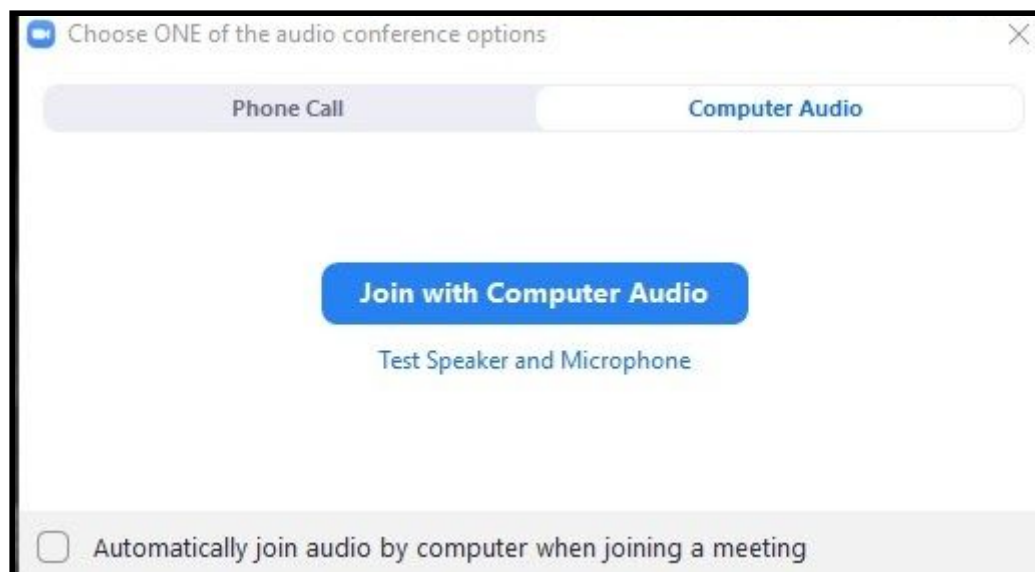 Choose ONE of the audio conference options
Phone Call
Computer Audio
Join with Computer Audio
Test Speaker and Microphone
Automatically join audio by computer when joining a meeting